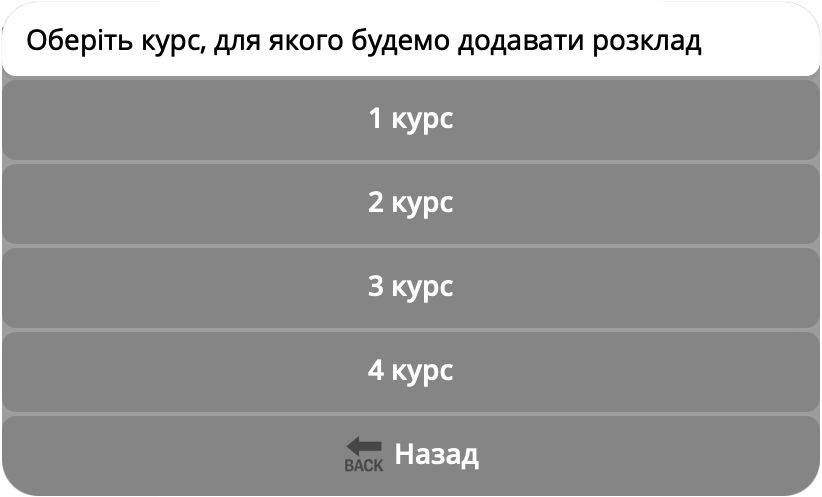 Оберіть курс, для якого будемо додавати розклад
1 курс
2 курс
3 курс
4 курс
BACK Назад